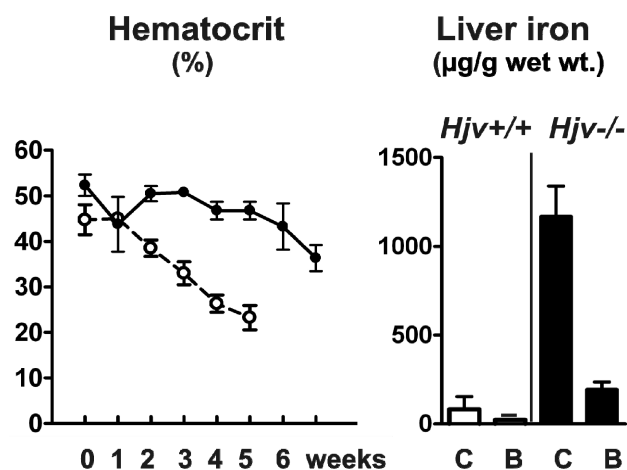 Hematocrit
(%)
60
50
40
30
20
10
0
0 1 2 3 4 5 6 weeks
Liver iron
(µg/g wet wt.)
Hjv+/+ Hjv-/-
1500
1000
500
0
C B C B